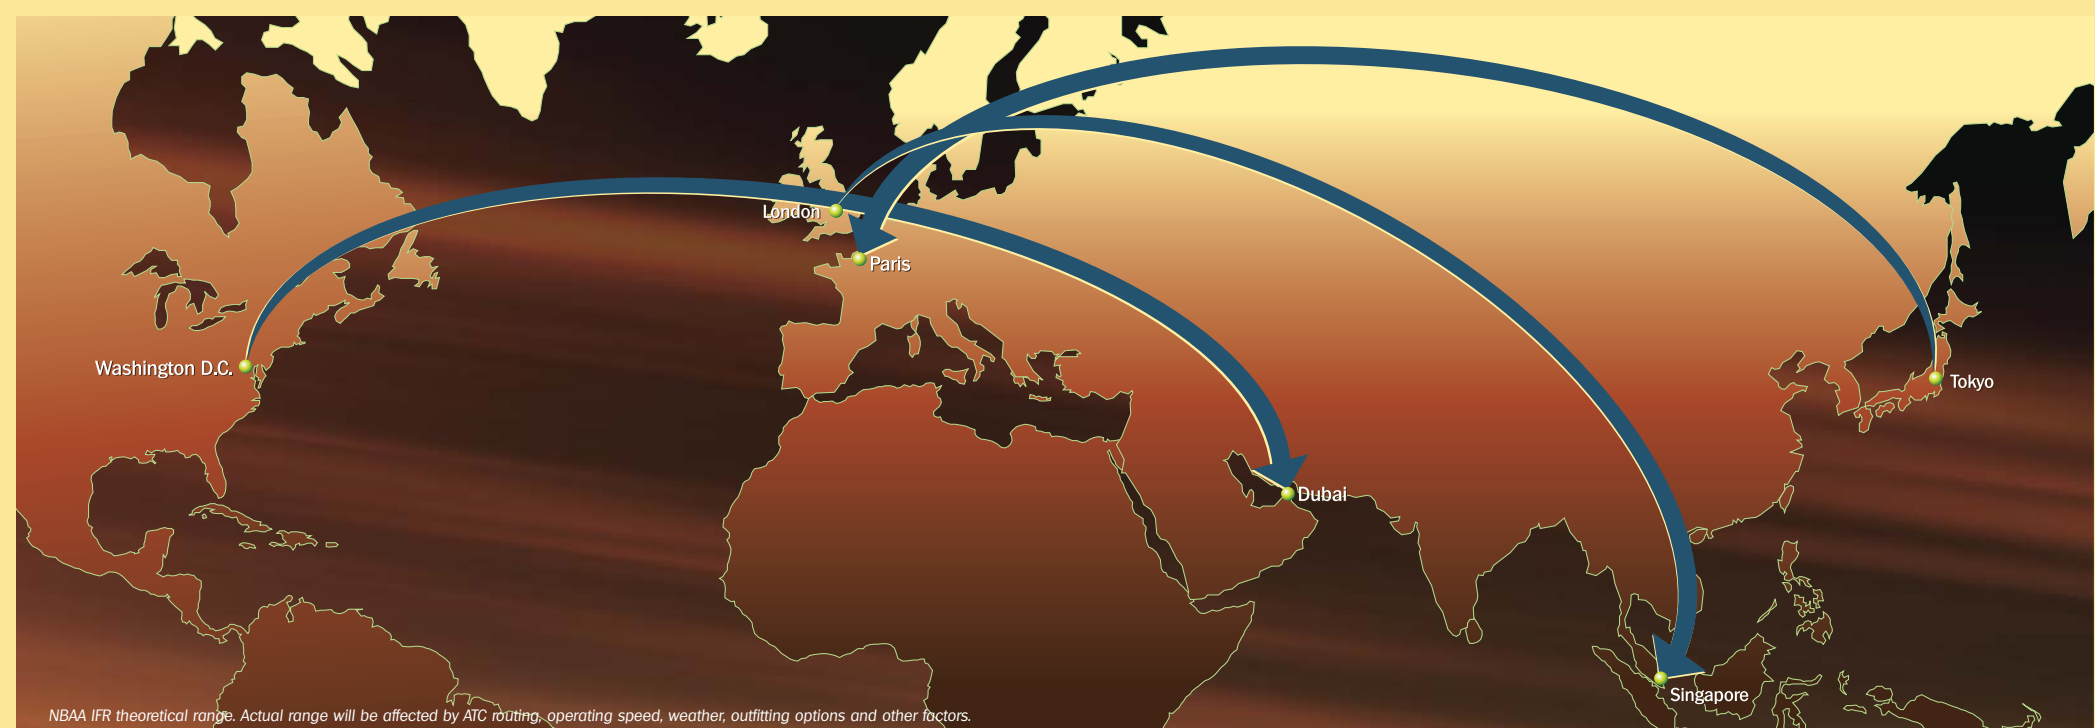 London
Paris
Washington D.C.
Tokyo
Dubai
Singapore
NBAA IFR theoretical range. Actual range will be affected by ATC routing, operating speed, weather, outfitting options and other factors.